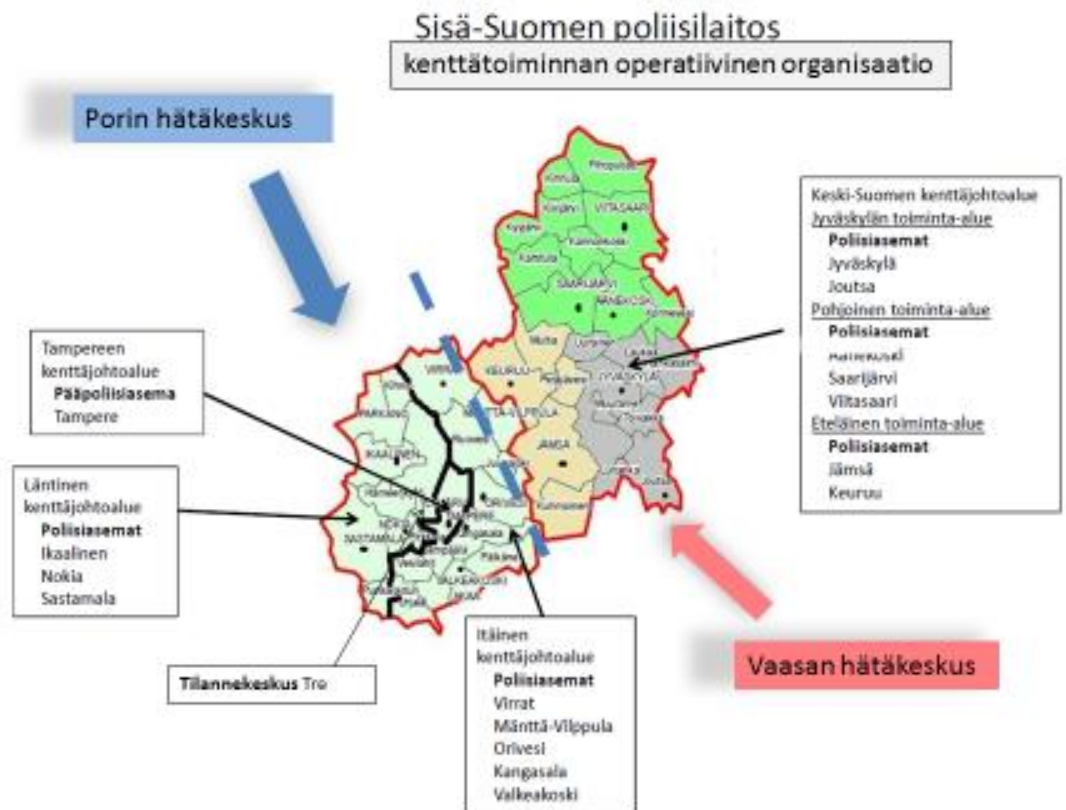 Sisä-Suomen poliisilaitos
kenttätoiminnan operatiivinen organisaatio
Porin hätäkeskus
Keski-Suomen kenttäjohtoalue
Jyväskylän toiminta-alue
Poliisiasemat
Jyväskylä
Joutsa
Pohjoinen toiminta-alue
Poliisiasemat
Saarijärvi
Viitasaari
Eteläinen toiminta-alue
Poliisiasemat
Jämsä
Keuruu
Tampereen
kenttäjohtoalue
Pääpoliisiasema
Tampere
Läntinen
kenttäjohtoalue
Poliisiasemat
Ikaalinen
Nokia
Sastamala
Tilannekeskus Tre
Itäinen
kenttäjohtoalue
Poliisiasemat
Virrat
Mänttä-Vilppula
Orivesi
Kangasala
Valkeakoski
Vaasan hätäkeskus
VIITASAARI
SAARIJÄRVI
KEURUU
JYVÄSKYLÄ
JÄMSÄ
PARKANO
IKAALINEN
SASTAMALA